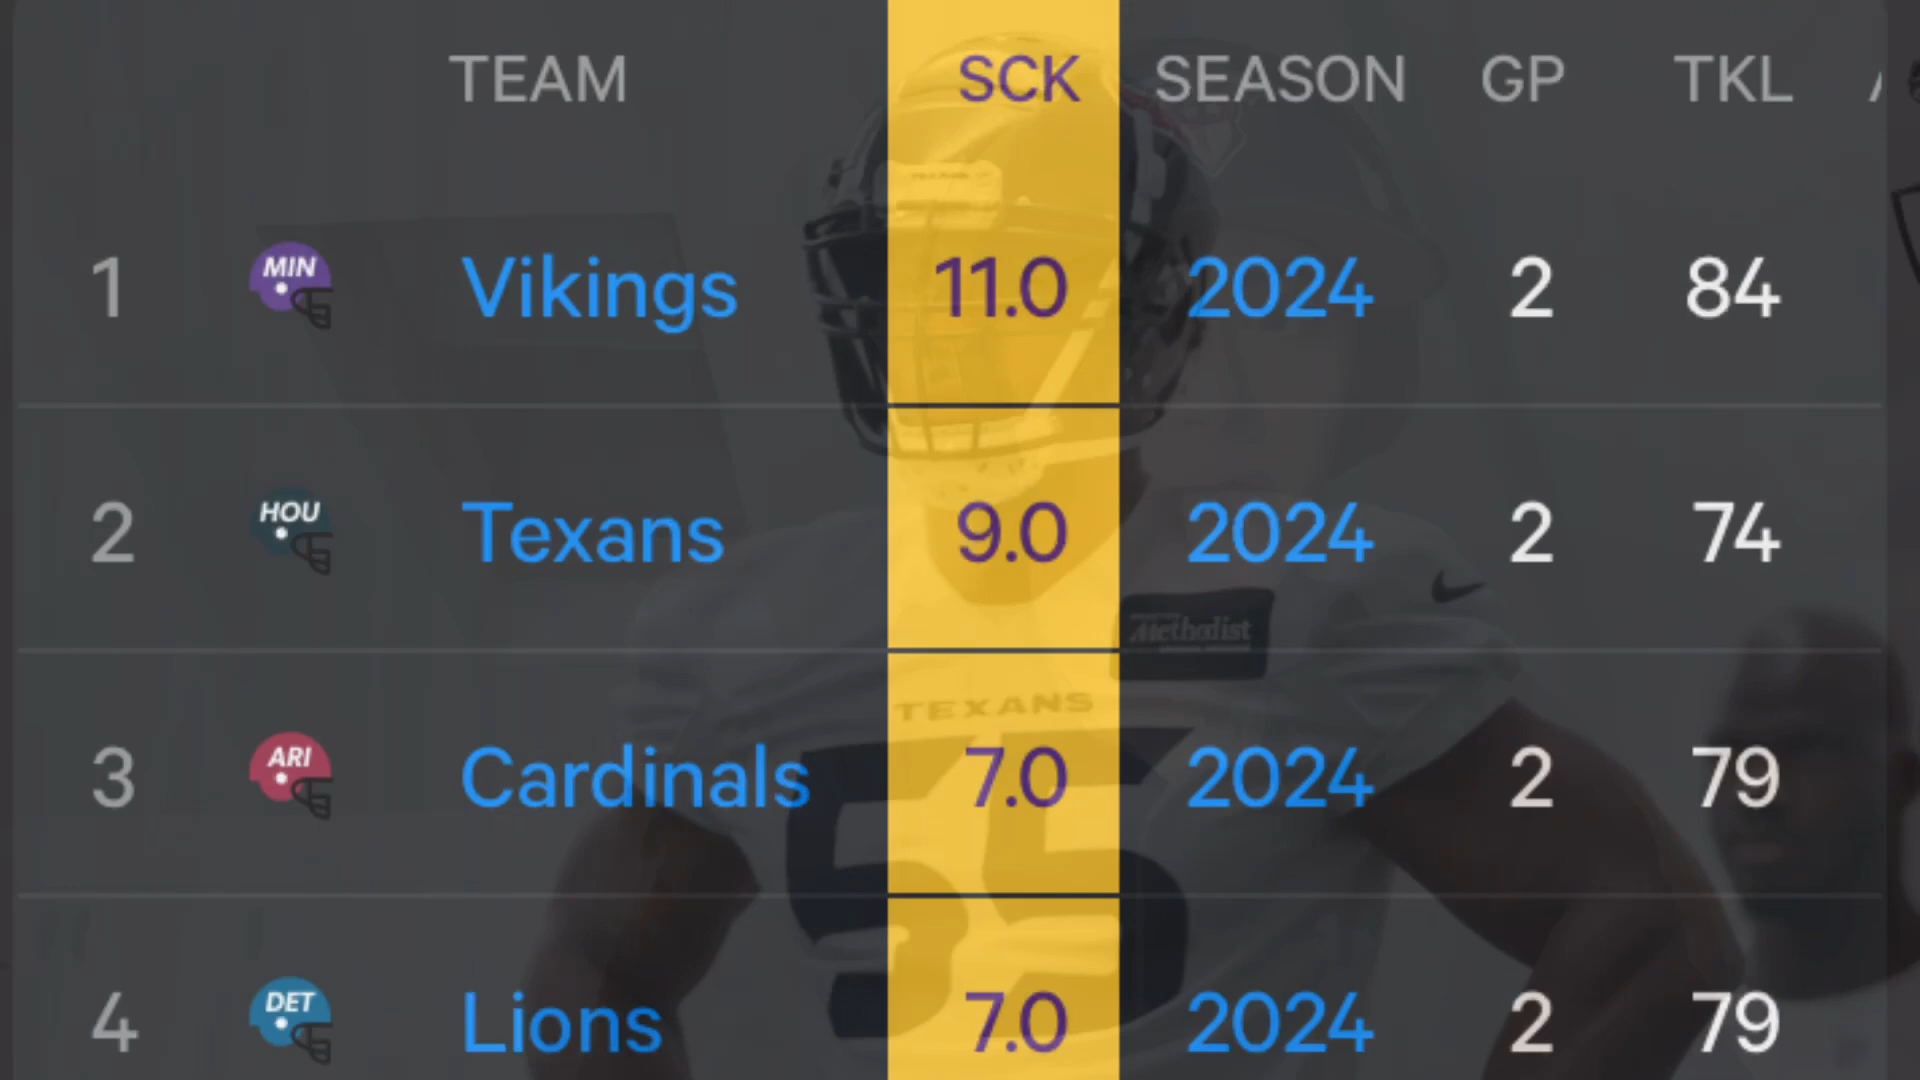 TEAM SCK SEASON GP TKL
1 MIN Vikings 11.0 2024 2 84
2 HOU Texans 9.0 2024 2 74
Methodist
TEXANS
3 ARI Cardinals 7.0 2024 2 79
55
4 DET Lions 7.0 2024 2 79